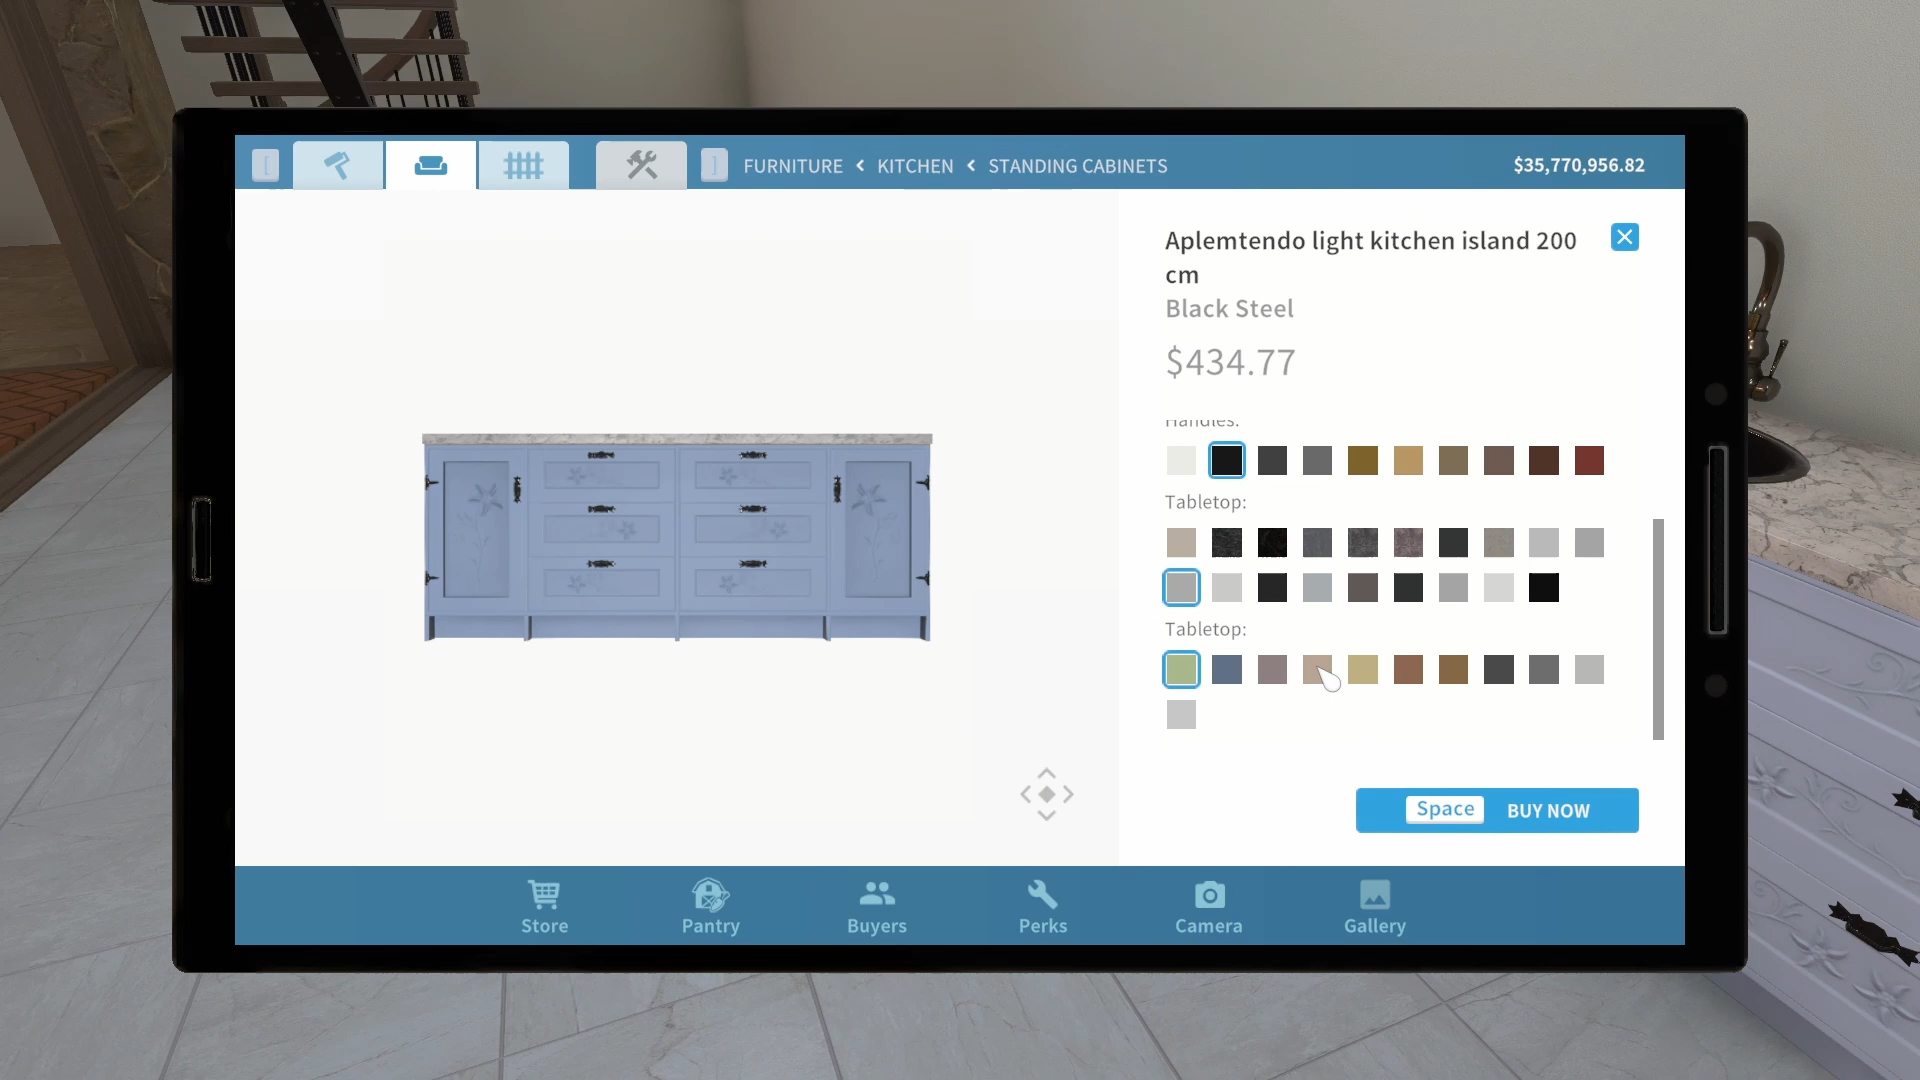 [
]
FURNITURE < KITCHEN < STANDING CABINETS
$35,770,956.82
Aplemtendo light kitchen island 200
cm
Black Steel
$434.77
Handles:
Tabletop:
Tabletop:
Space BUY NOW
Store
Pantry
Buyers
Perks
Camera
Gallery